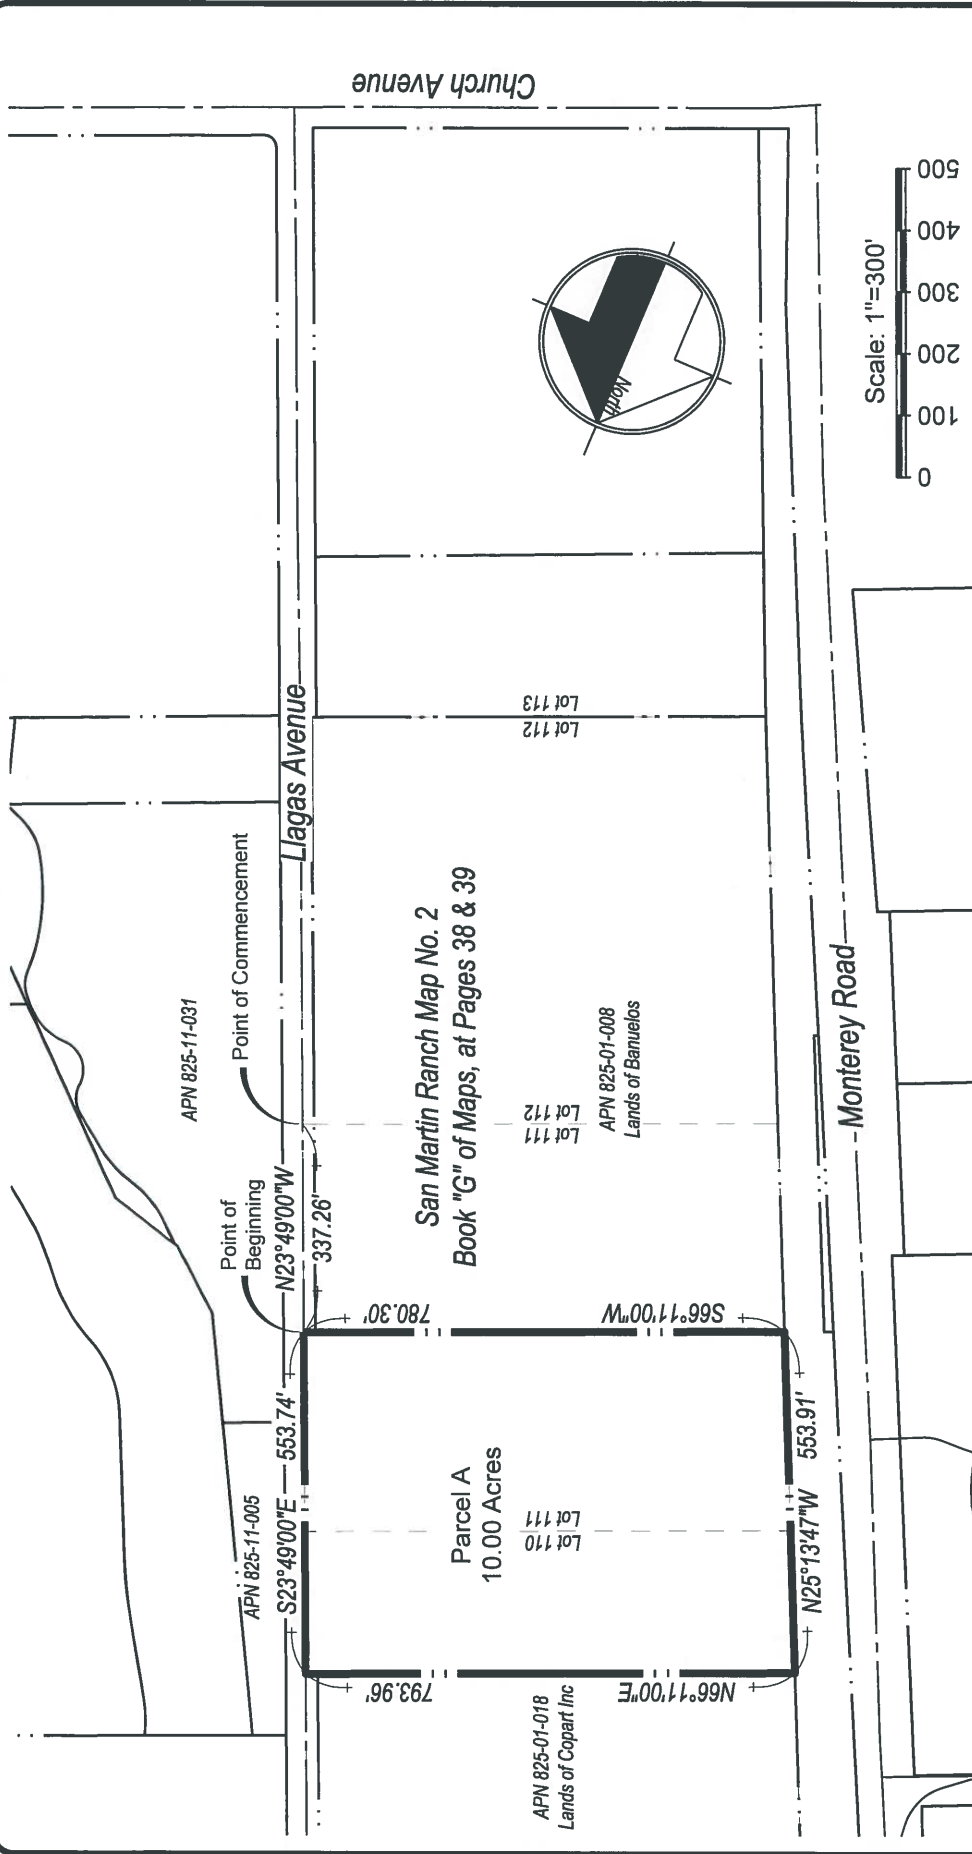 Church Avenue
Llagas Avenue
Monterey Road
North
Scale: 1"=300'
0 100 200 300 400 500
Lot 113
Lot 112
Point of Commencement
APN 825-11-031
San Martin Ranch Map No. 2
Book "G" of Maps, at Pages 38 & 39
APN 825-01-008
Lands of Banuelos
Lot 112
Lot 111
Point of
Beginning
N23°49'00"W
337.26'
780.30'
S66°11'00"W
APN 825-11-005
S23°49'00"E 553.74'
Parcel A
10.00 Acres
Lot 111
Lot 110
N25°13'47"W 553.91'
793.96'
N66°11'00"E
APN 825-01-018
Lands of Copart Inc